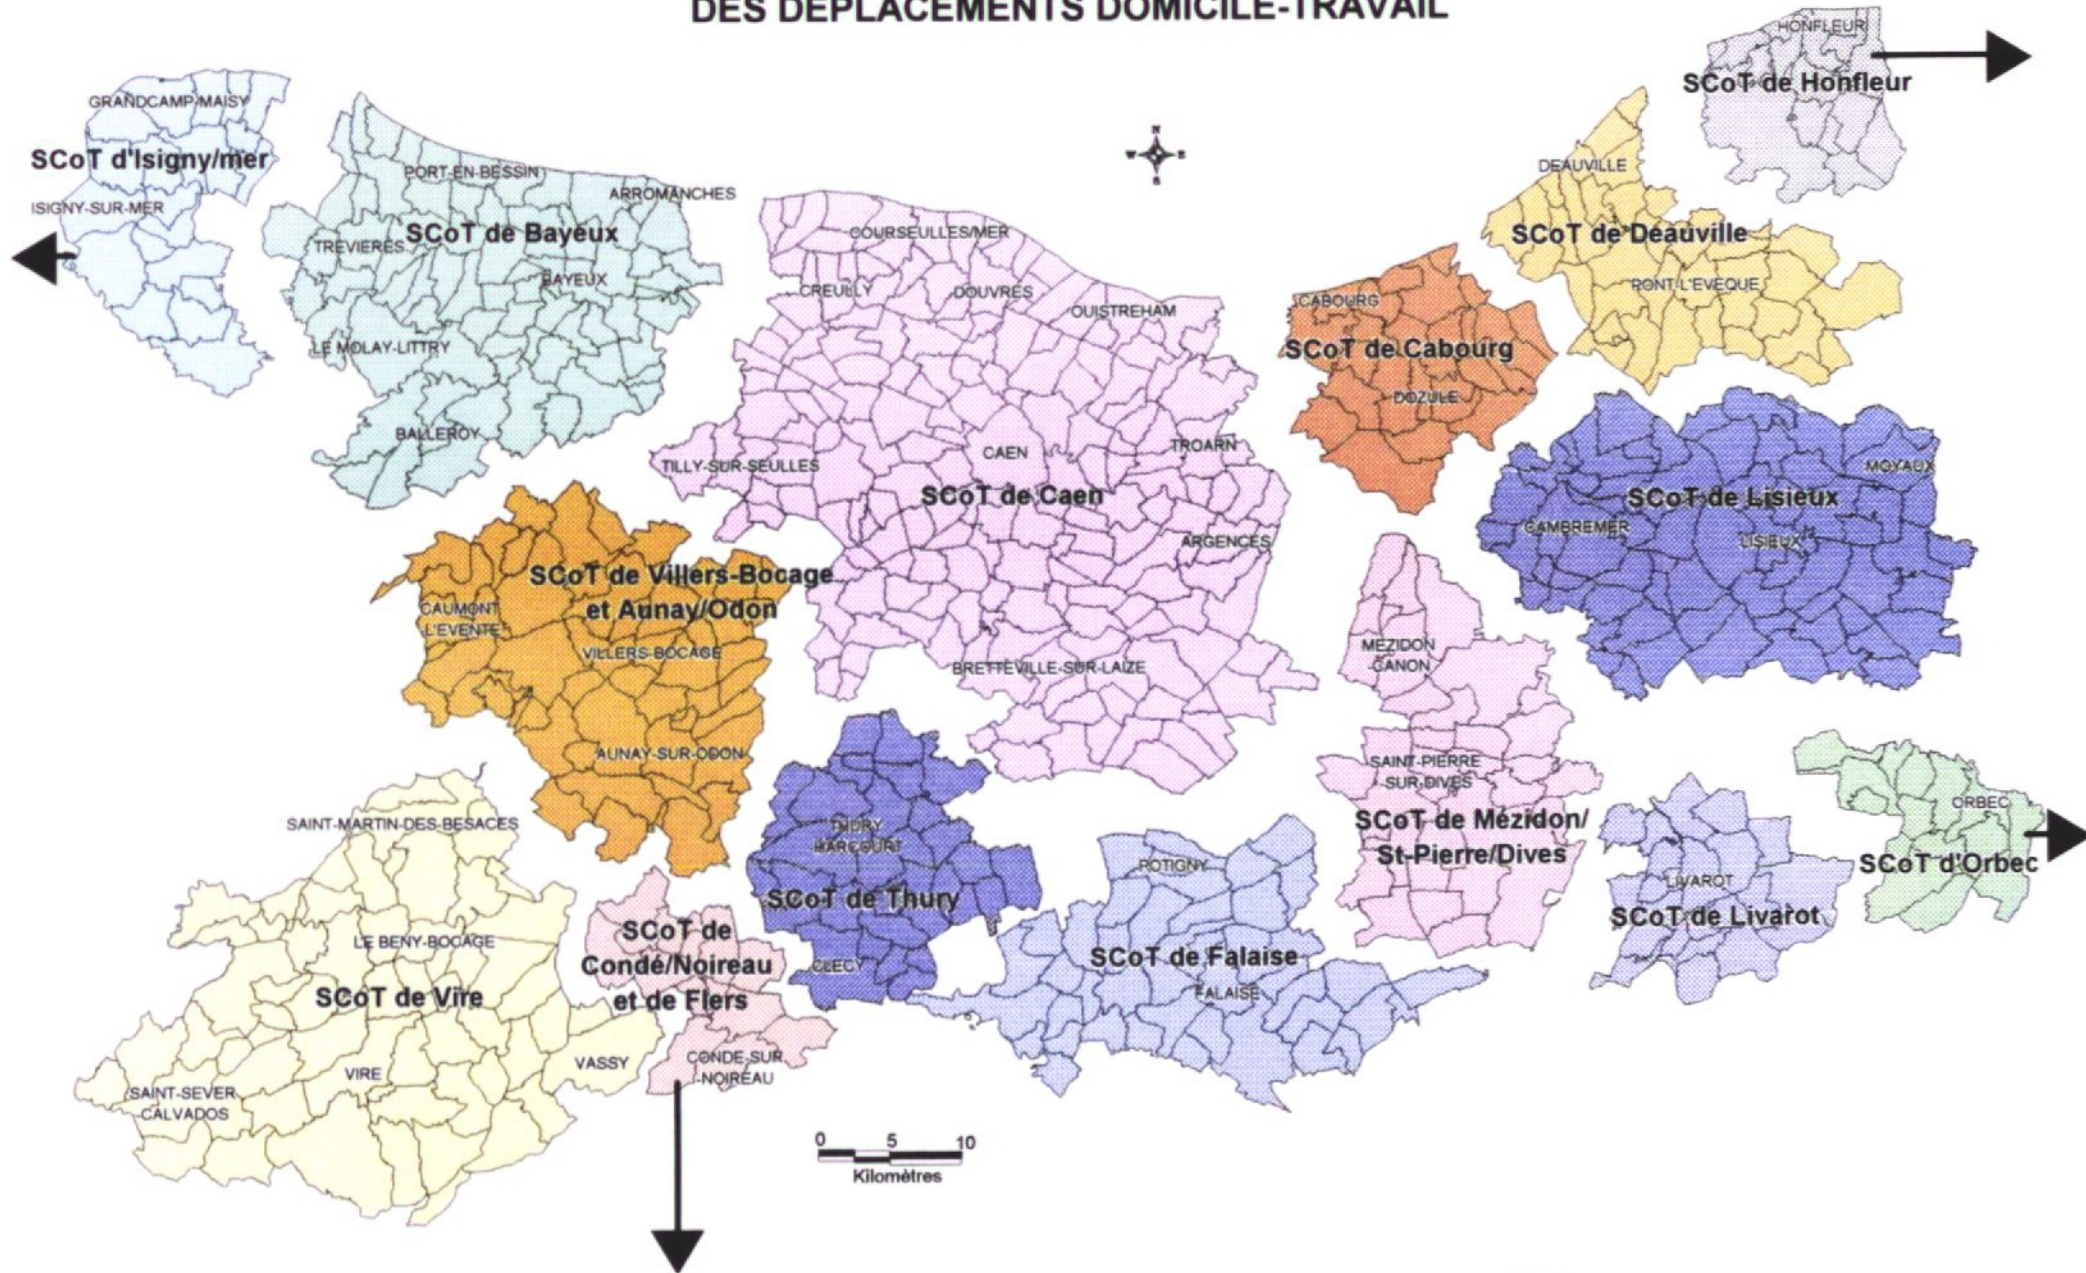 DES DEPLACEMENTS DOMICILE-TRAVAIL
HONFLEUR
SCoT de Honfleur
GRANDCAMP-MAISY
SCoT d'Isigny/mer
ISIGNY-SUR-MER
PORT-EN-BESSIN
ARROMANCHES
SCoT de Bayeux
TREVIERES
BAYEUX
LE MOLAY-LITTRY
BALLEROY
N
W E
S
DEAUVILLE
SCoT de Deauville
PONT-L'EVEQUE
COURSEULLES/MER
CREULLY
DOUVRES
OUISTREHAM
CAEN
TROARN
TILLY-SUR-SEULLES
SCoT de Caen
ARGENCES
BRETTEVILLE-SUR-LAIZE
CABOURG
SCoT de Cabourg
DOZULE
MOYAUX
SCoT de Lisieux
CAMBREMER
LISIEUX
SCoT de Villers-Bocage
et Aunay/Odon
CAUMONT
L'EVENTE
VILLERS-BOCAGE
AUNAY-SUR-ODON
MEZIDON
-CANON
SAINT-PIERRE
-SUR-DIVES
SCoT de Mézidon/
St-Pierre/Dives
ORBEC
SCoT d'Orbec
LIVAROT
SCoT de Livarot
THURY
HARCOURT
SCoT de Thury
CLECY
POTIGNY
SCoT de Falaise
FALAISE
SAINT-MARTIN-DES-BESACES
LE BENY-BOCAGE
SCoT de Vire
VIRE
VASSY
SAINT-SEVER
-CALVADOS
SCoT de
Condé/Noireau
et de Flers
CONDE-SUR
-NOIREAU
0 5 10
Kilomètres